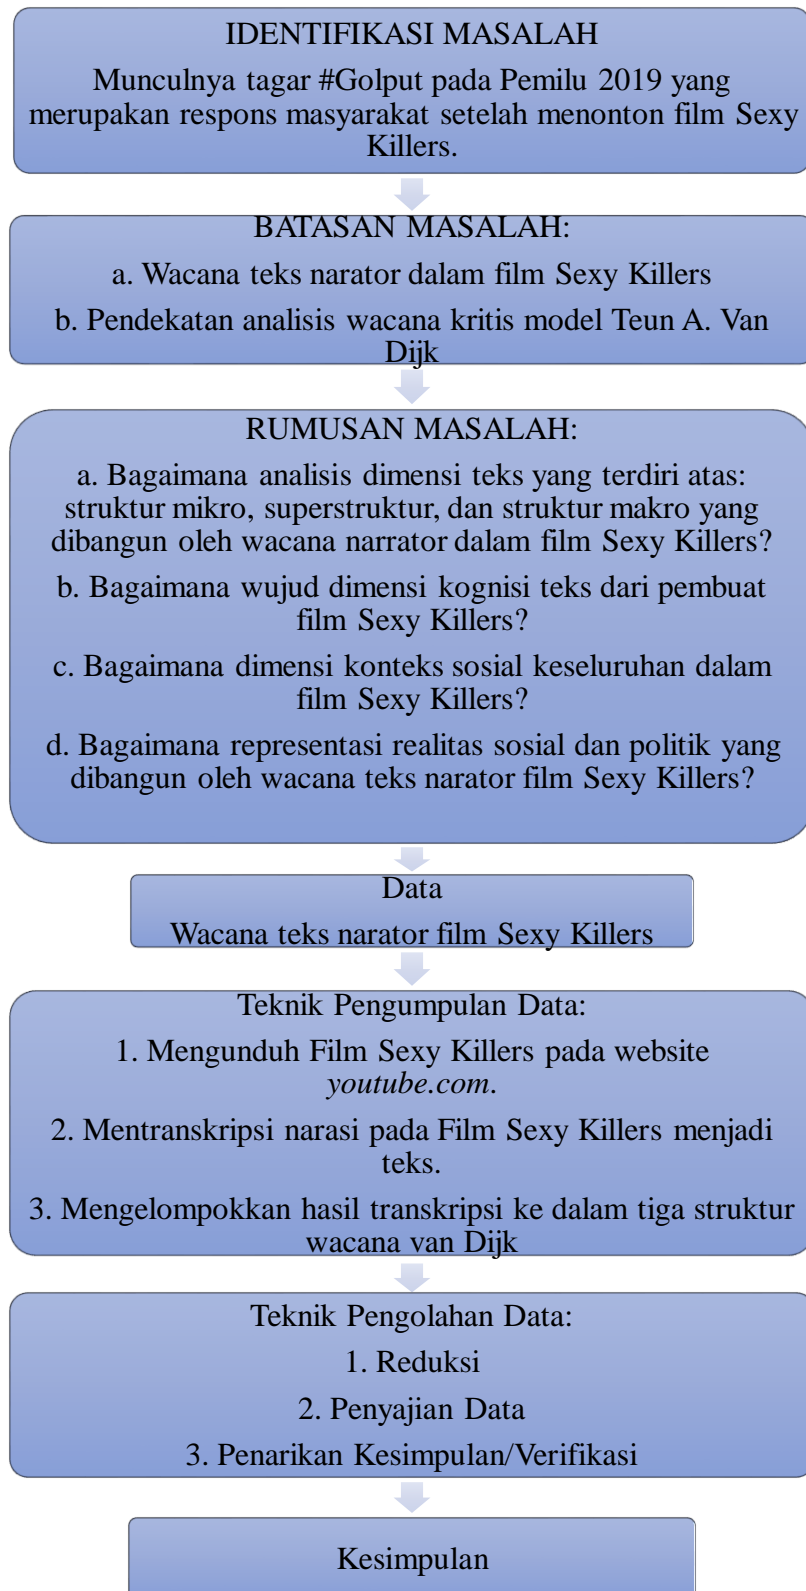 IDENTIFIKASI MASALAH
Munculnya tagar #Golput pada Pemilu 2019 yang
merupakan respons masyarakat setelah menonton film Sexy
Killers.
BATASAN MASALAH:
a. Wacana teks narator dalam film Sexy Killers
b. Pendekatan analisis wacana kritis model Teun A. Van
Dijk
RUMUSAN MASALAH:
a. Bagaimana analisis dimensi teks yang terdiri atas:
struktur mikro, superstruktur, dan struktur makro yang
dibangun oleh wacana narrator dalam film Sexy Killers?
b. Bagaimana wujud dimensi kognisi teks dari pembuat
film Sexy Killers?
c. Bagaimana dimensi konteks sosial keseluruhan dalam
film Sexy Killers?
d. Bagaimana representasi realitas sosial dan politik yang
dibangun oleh wacana teks narator film Sexy Killers?
Data
Wacana teks narator film Sexy Killers
Teknik Pengumpulan Data:
1. Mengunduh Film Sexy Killers pada website
youtube.com.
2. Mentranskripsi narasi pada Film Sexy Killers menjadi
teks.
3. Mengelompokkan hasil transkripsi ke dalam tiga struktur
wacana van Dijk
Teknik Pengolahan Data:
1. Reduksi
2. Penyajian Data
3. Penarikan Kesimpulan/Verifikasi
Kesimpulan